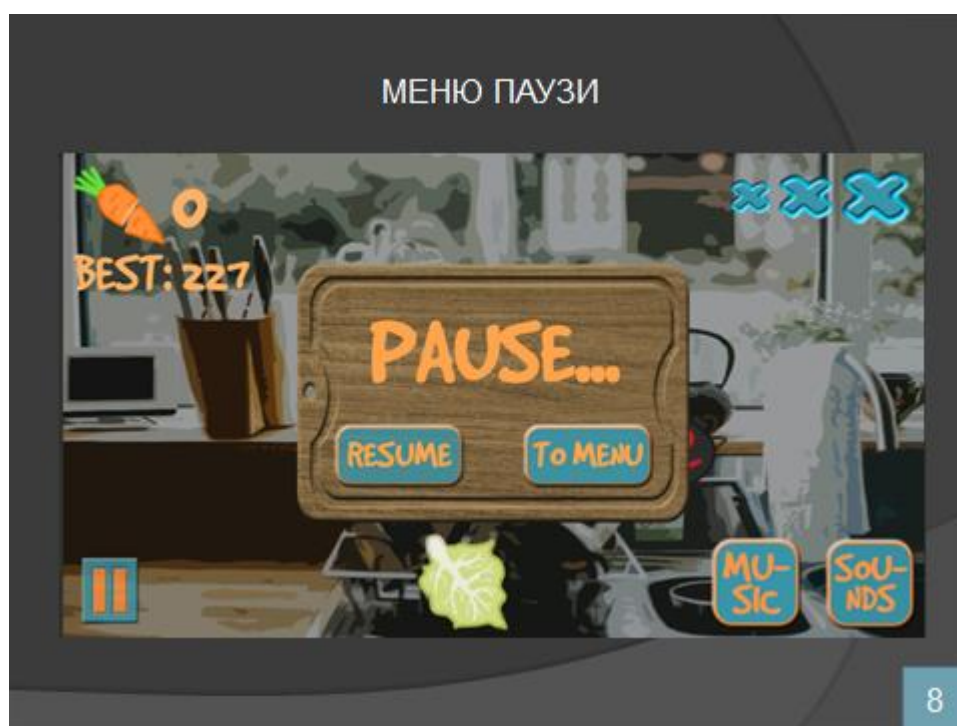 МЕНЮ ПАУЗИ
0
BEST: 227
PAUSE...
RESUME
TO MENU
MU-
SIC
SOU-
NDS
8